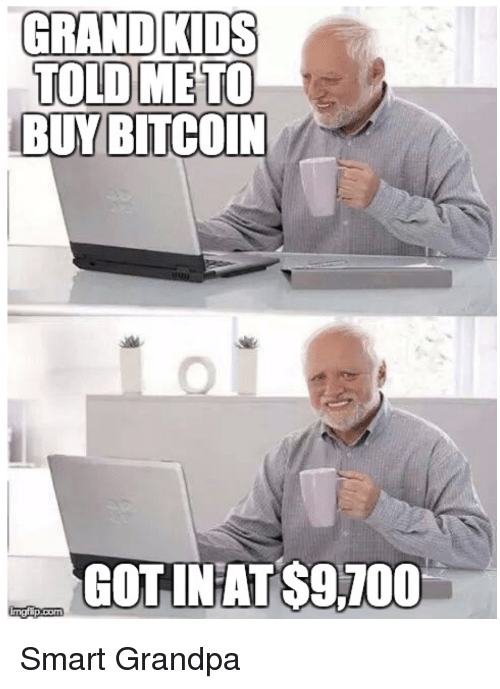 GRAND KIDS
TOLD ME TO
BUY BITCOIN
GOT IN AT $9,700
imgflip.com
Smart Grandpa